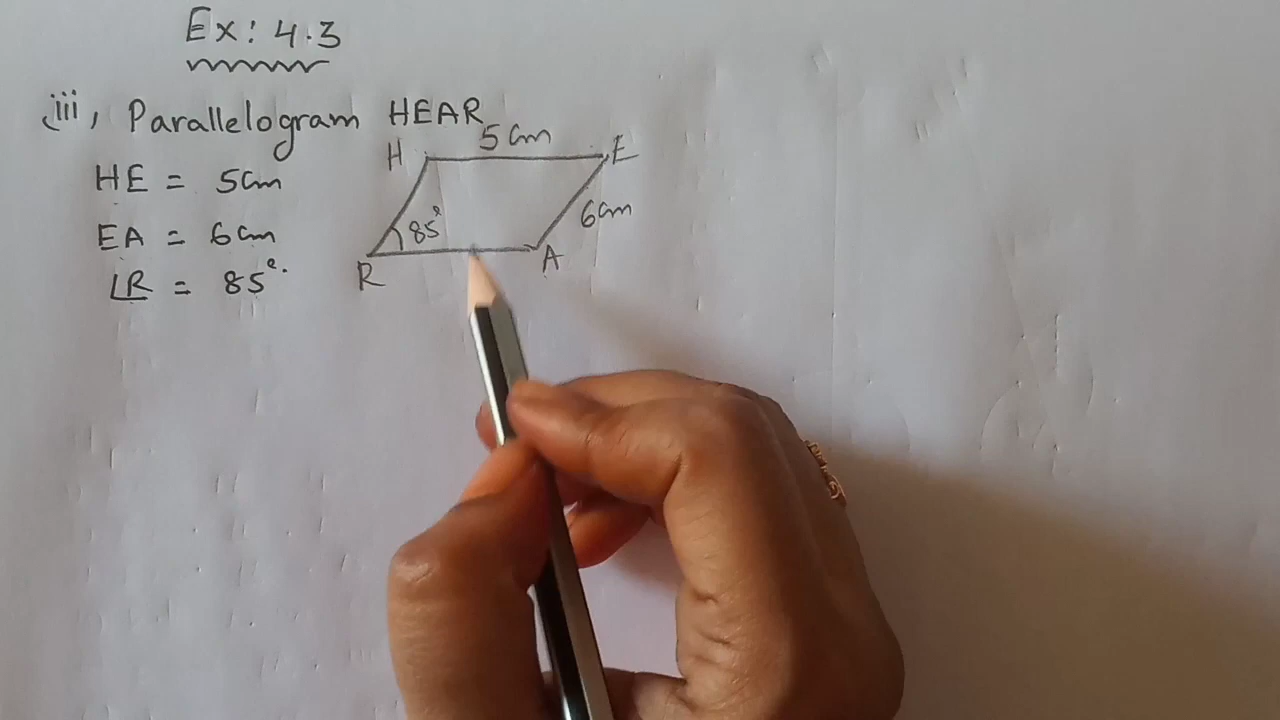 Ex: 4.3
iii, Parallelogram HEAR
HE = 5cm
EA = 6cm
∠R = 85°.
H 5cm E
85° 6cm
R A